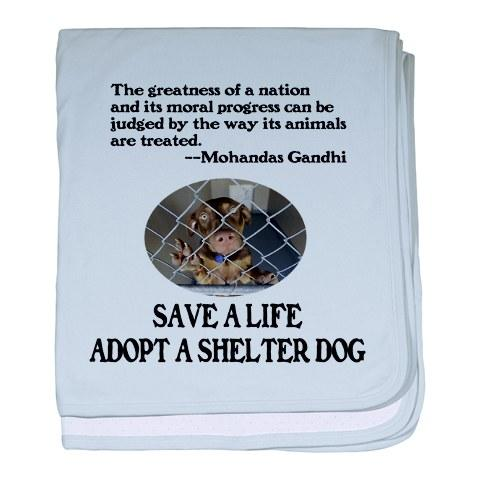 The greatness of a nation
and its moral progress can be
judged by the way its animals
are treated.
--Mohandas Gandhi
SAVE A LIFE
ADOPT A SHELTER DOG